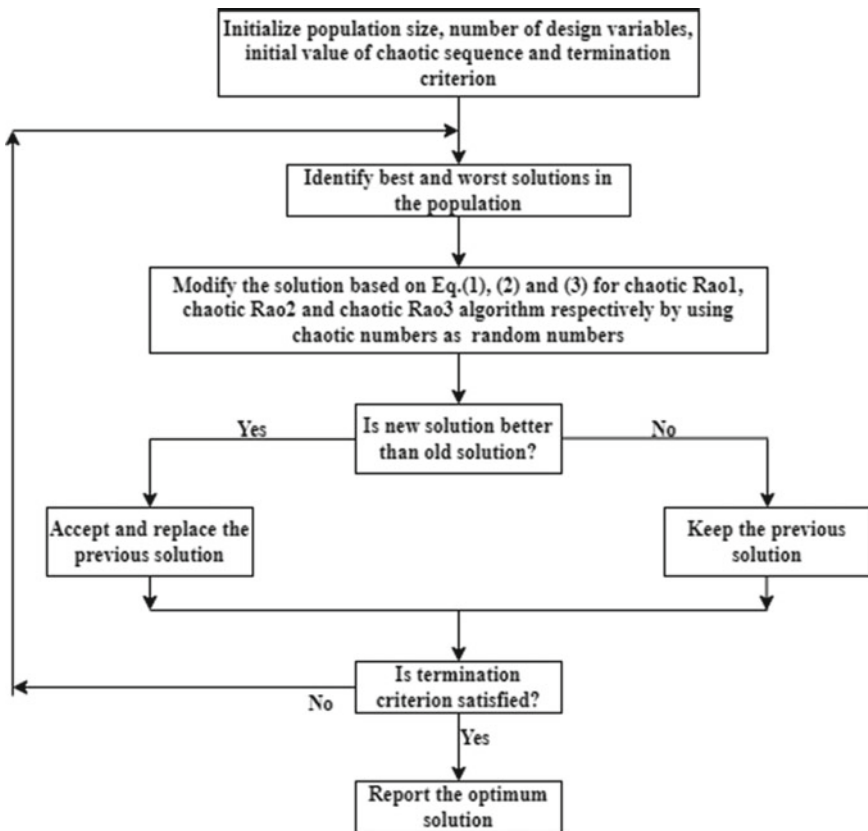 Initialize population size, number of design variables,
initial value of chaotic sequence and termination
criterion
Identify best and worst solutions in
the population
Modify the solution based on Eq.(1), (2) and (3) for chaotic Rao1,
chaotic Rao2 and chaotic Rao3 algorithm respectively by using
chaotic numbers as random numbers
Is new solution better
than old solution?
Yes
No
Accept and replace the
previous solution
Keep the previous
solution
Is termination
criterion satisfied?
No
Yes
Report the optimum
solution